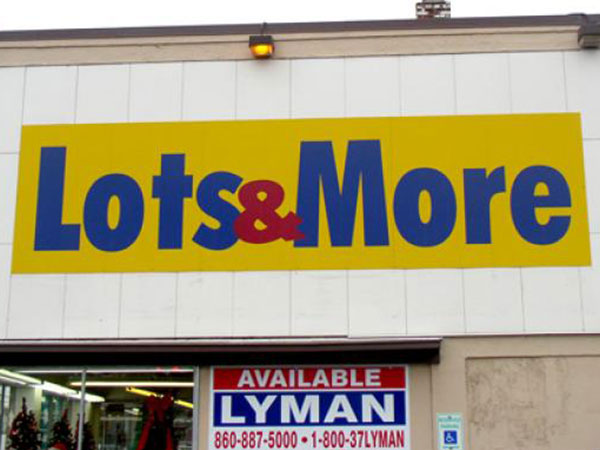 Lots&More
AVAILABLE
LYMAN
860-887-5000 • 1-800-37LYMAN